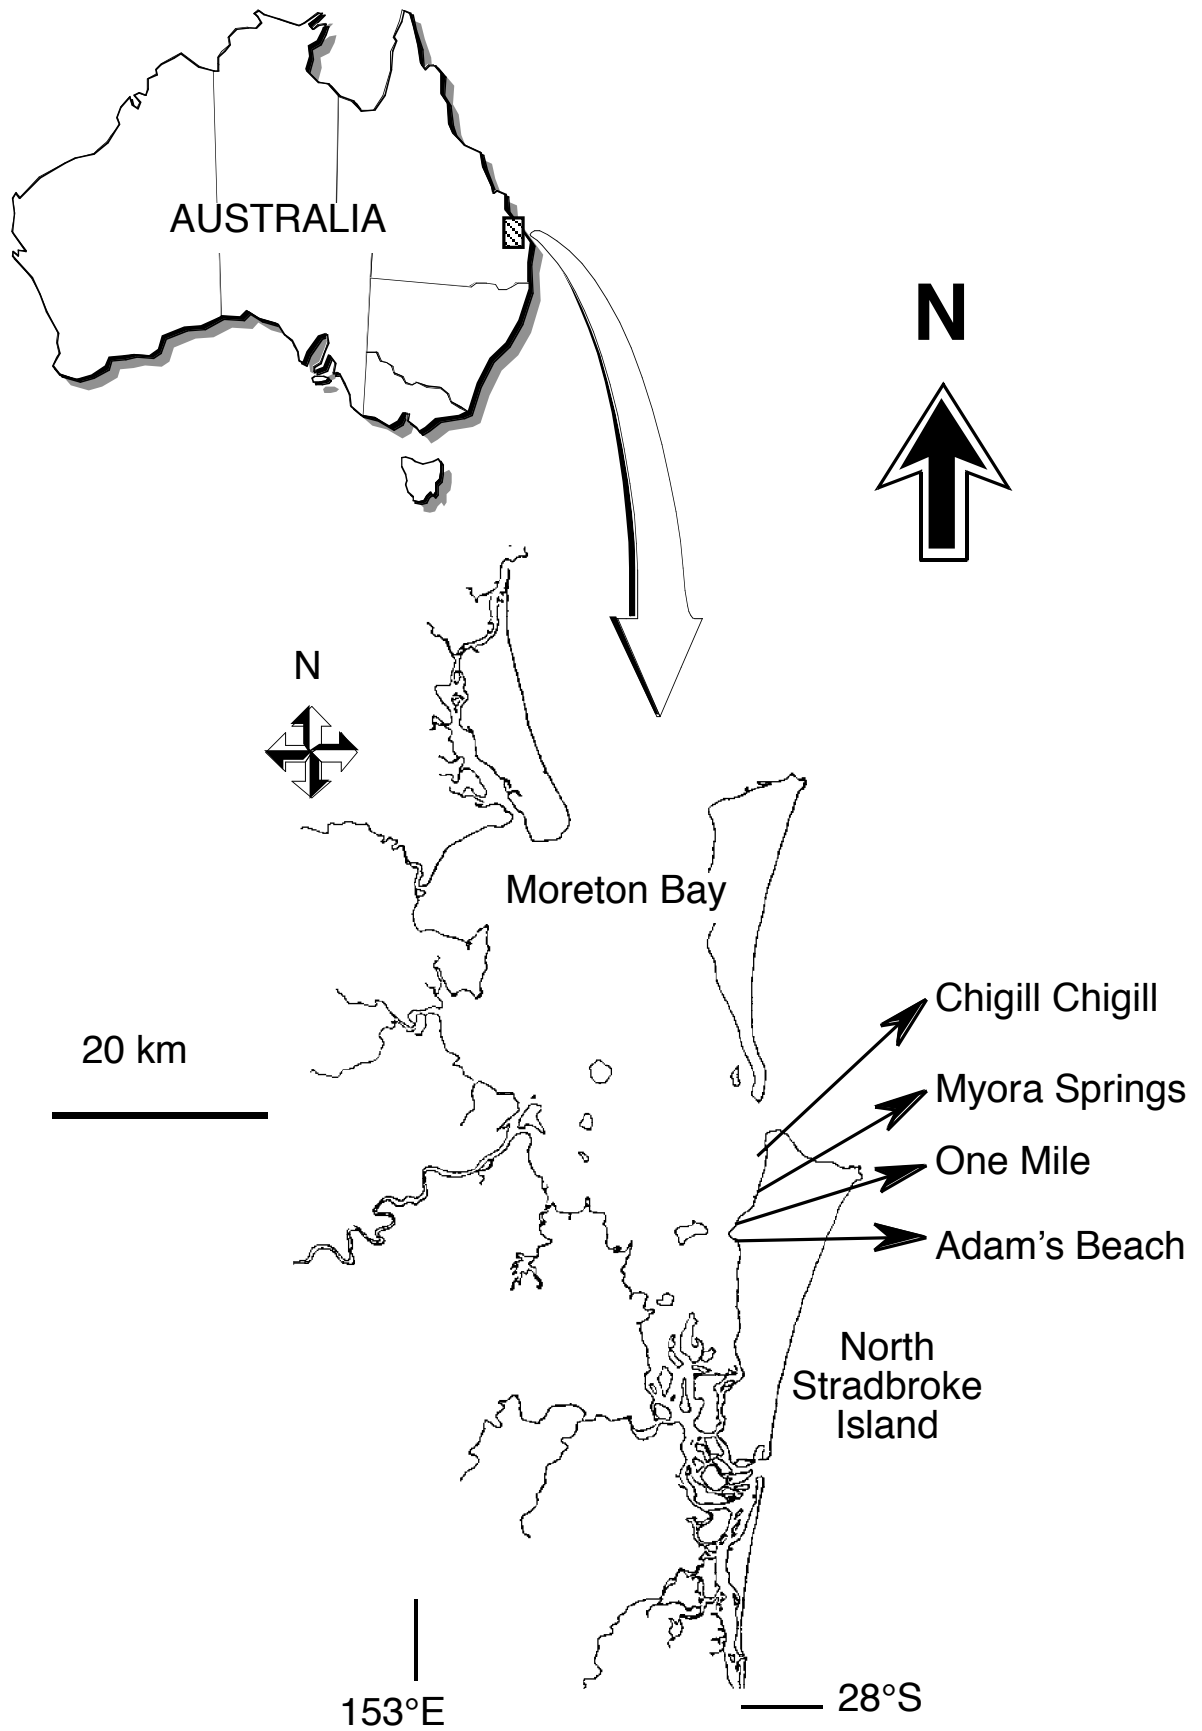 AUSTRALIA
N
N
Moreton Bay
Chigill Chigill
20 km
Myora Springs
One Mile
Adam's Beach
North
Stradbroke
Island
153°E
28°S